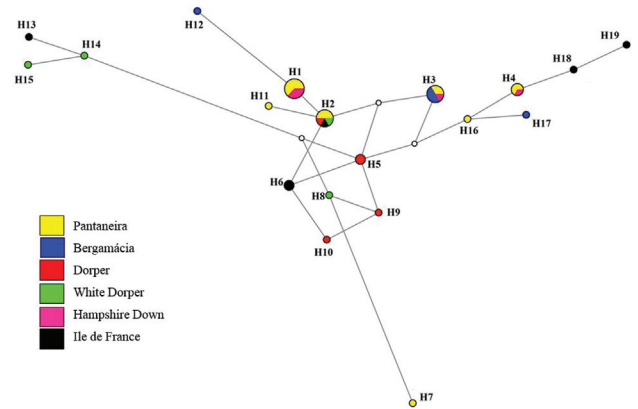 H13
H14
H15
H12
H1
H11
H2
H3
H4
H18
H19
H16
H17
H5
H6
H8
H9
H10
H7
Pantaneira
Bergamácia
Dorper
White Dorper
Hampshire Down
Ile de France